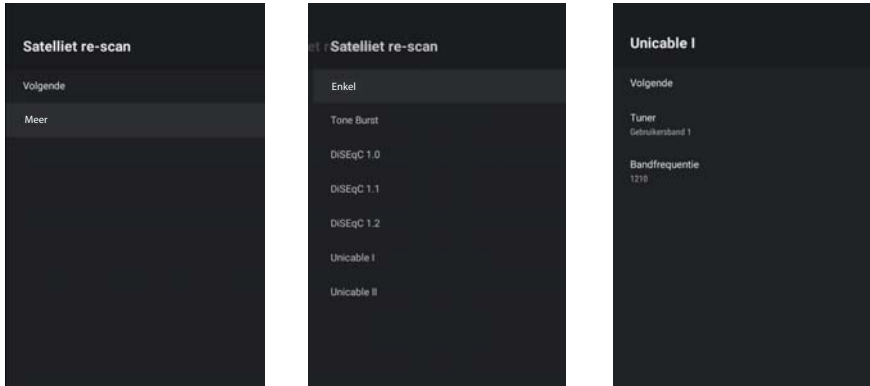 Satelliet re-scan
Volgende
Meer
et r Satelliet re-scan
Enkel
Tone Burst
DiSEqC 1.0
DiSEqC 1.1
DiSEqC 1.2
Unicable I
Unicable II
Unicable I
Volgende
Tuner
Gebruikersband 1
Bandfrequentie
1210